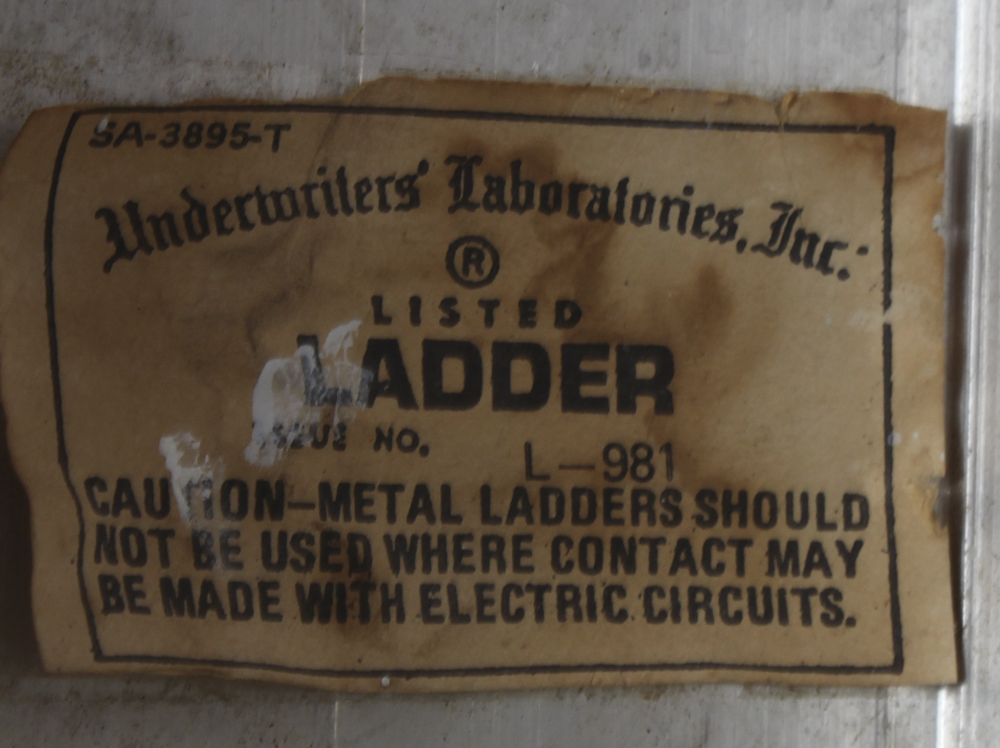 SA-3895-T
Underwriters' Laboratories, Inc.
®
LISTED
LADDER
ISSUE NO. L-981
CAUTION-METAL LADDERS SHOULD
NOT BE USED WHERE CONTACT MAY
BE MADE WITH ELECTRIC CIRCUITS.